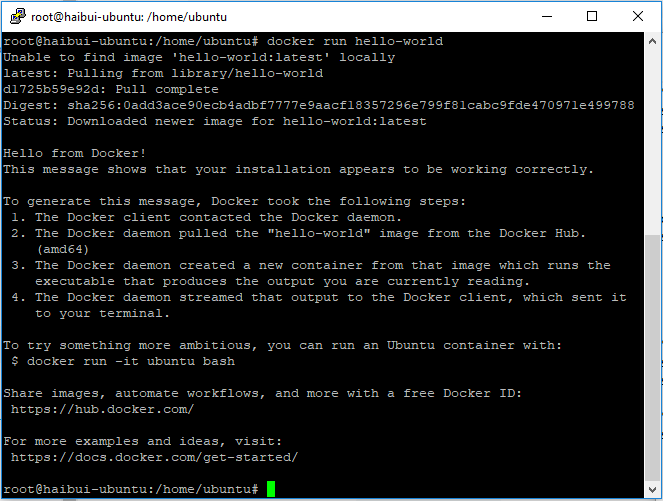 root@haibui-ubuntu: /home/ubuntu
root@haibui-ubuntu:/home/ubuntu# docker run hello-world
Unable to find image 'hello-world:latest' locally
latest: Pulling from library/hello-world
d1725b59e92d: Pull complete
Digest: sha256:0add3ace90ecb4adbf7777e9aacf18357296e799f81cabc9fde470971e499788
Status: Downloaded newer image for hello-world:latest
Hello from Docker!
This message shows that your installation appears to be working correctly.
To generate this message, Docker took the following steps:
1. The Docker client contacted the Docker daemon.
2. The Docker daemon pulled the "hello-world" image from the Docker Hub.
(amd64)
3. The Docker daemon created a new container from that image which runs the
executable that produces the output you are currently reading.
4. The Docker daemon streamed that output to the Docker client, which sent it
to your terminal.
To try something more ambitious, you can run an Ubuntu container with:
$ docker run -it ubuntu bash
Share images, automate workflows, and more with a free Docker ID:
https://hub.docker.com/
For more examples and ideas, visit:
https://docs.docker.com/get-started/
root@haibui-ubuntu:/home/ubuntu#